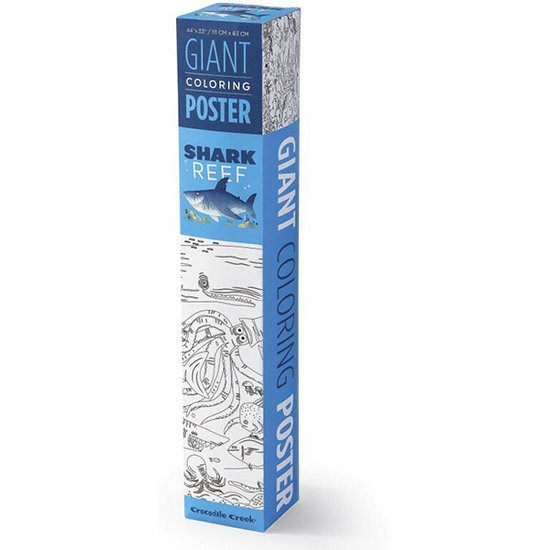 44"x33" / 111 CM x 83 CM
GIANT
COLORING
POSTER
SHARK
REEF
Crocodile Creek®
GIANT COLORING POSTER